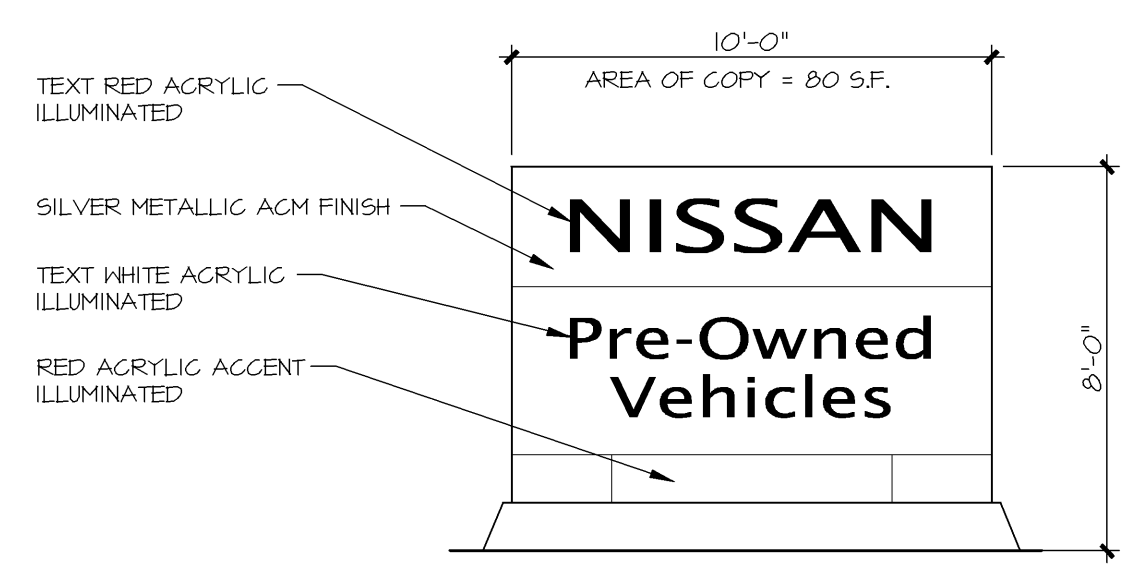 10'-0"
AREA OF COPY = 80 S.F.
TEXT RED ACRYLIC
ILLUMINATED
SILVER METALLIC ACM FINISH
TEXT WHITE ACRYLIC
ILLUMINATED
RED ACRYLIC ACCENT
ILLUMINATED
NISSAN
Pre-Owned
Vehicles
8'-0"